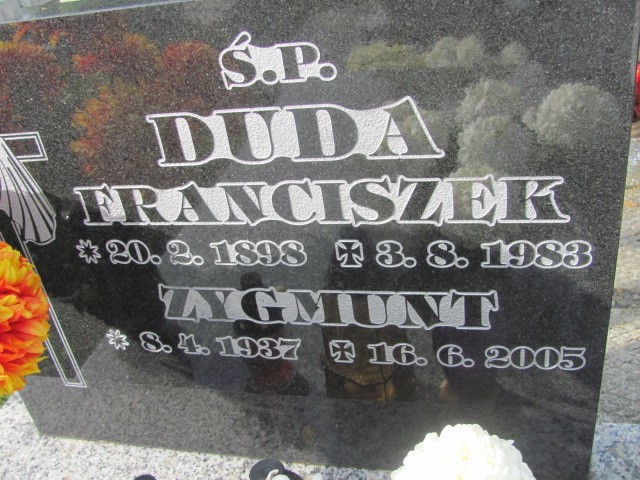 Ś.P.
DUDA
FRANCISZEK
* 20. 2. 1898 ✝ 3. 8. 1983
ZYGMUNT
* 8. 4. 1937 ✝ 16. 6. 2005